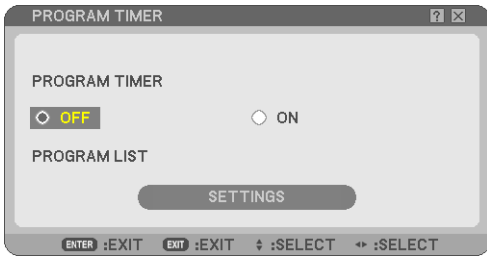 PROGRAM TIMER
PROGRAM TIMER
OFF ON
PROGRAM LIST
SETTINGS
ENTER :EXIT EXIT :EXIT :SELECT :SELECT